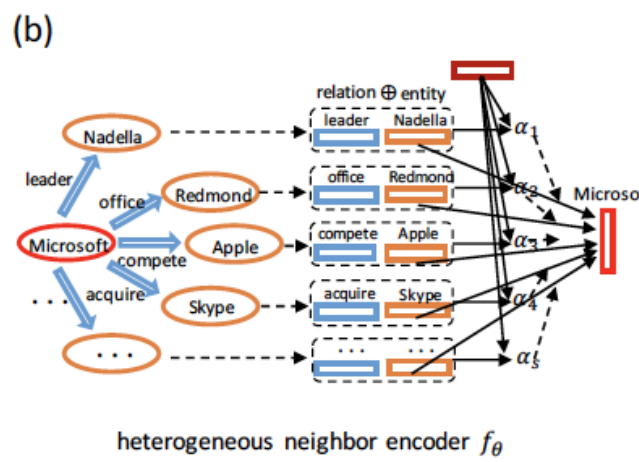 (b)
relation ⊕ entity
leader Nadella
Nadella
α1
leader
office
Redmond
office Redmond
α2
Microso
Microsoft
Apple
compete Apple
α3
compete
. . .
acquire
Skype
acquire Skype
α4
. . .
. . . . . .
αs
heterogeneous neighbor encoder fθ